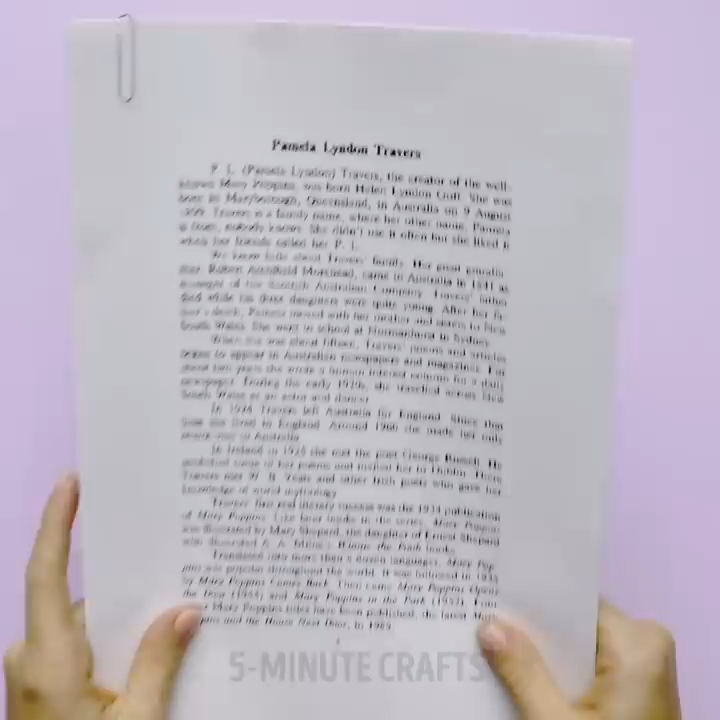 Pamela Lyndon Travers
P. L. (Pamela Lyndon) Travers, the creator of the well-
known Mary Poppins, was born Helen Lyndon Goff. She was
born in Maryborough, Queensland, in Australia on 9 August
1899. Travers is a family name, where her other name, Pamela
is from, nobody knows. She didn't use it often but she liked it
when her friends called her P. L.
We know little about Travers' family. Her great grandfa-
ther, Robert Archibald Morehead, came to Australia in 1841 as
manager of the Scottish Australian Company. Travers' father
died while his three daughters were quite young. After her fa-
ther's death, Pamela moved with her mother and sisters to New
South Wales. She went to school at Normanhurst in Sydney.
When she was about fifteen, Travers' poems and articles
began to appear in Australian newspapers and magazines. For
about two years she wrote a human interest column for a daily
newspaper. During the early 1920s, she travelled across New
South Wales as an actor and dancer.
In 1924 Travers left Australia for England. Since that
time she lived in England. Around 1960 she made her only
return visit to Australia.
In Ireland in 1925 she met the poet George Russell. He
published some of her poems and invited her to Dublin. There
Travers met W. B. Yeats and other Irish poets who gave her
knowledge of world mythology.
Travers' first real literary success was the 1934 publication
of Mary Poppins. Like later books in the series, Mary Poppins
was illustrated by Mary Shepard, the daughter of Ernest Shepard
who illustrated A. A. Milne's Winnie the Pooh books.
Translated into more than a dozen languages, Mary Pop-
pins was popular throughout the world. It was followed in 1935
by Mary Poppins Comes Back. Then came Mary Poppins Opens
the Door (1944) and Mary Poppins in the Park (1952). Four
Mary Poppins titles have been published, the latest Mary
Poppins and the House Next Door, in 1989.
5-MINUTE CRAFTS